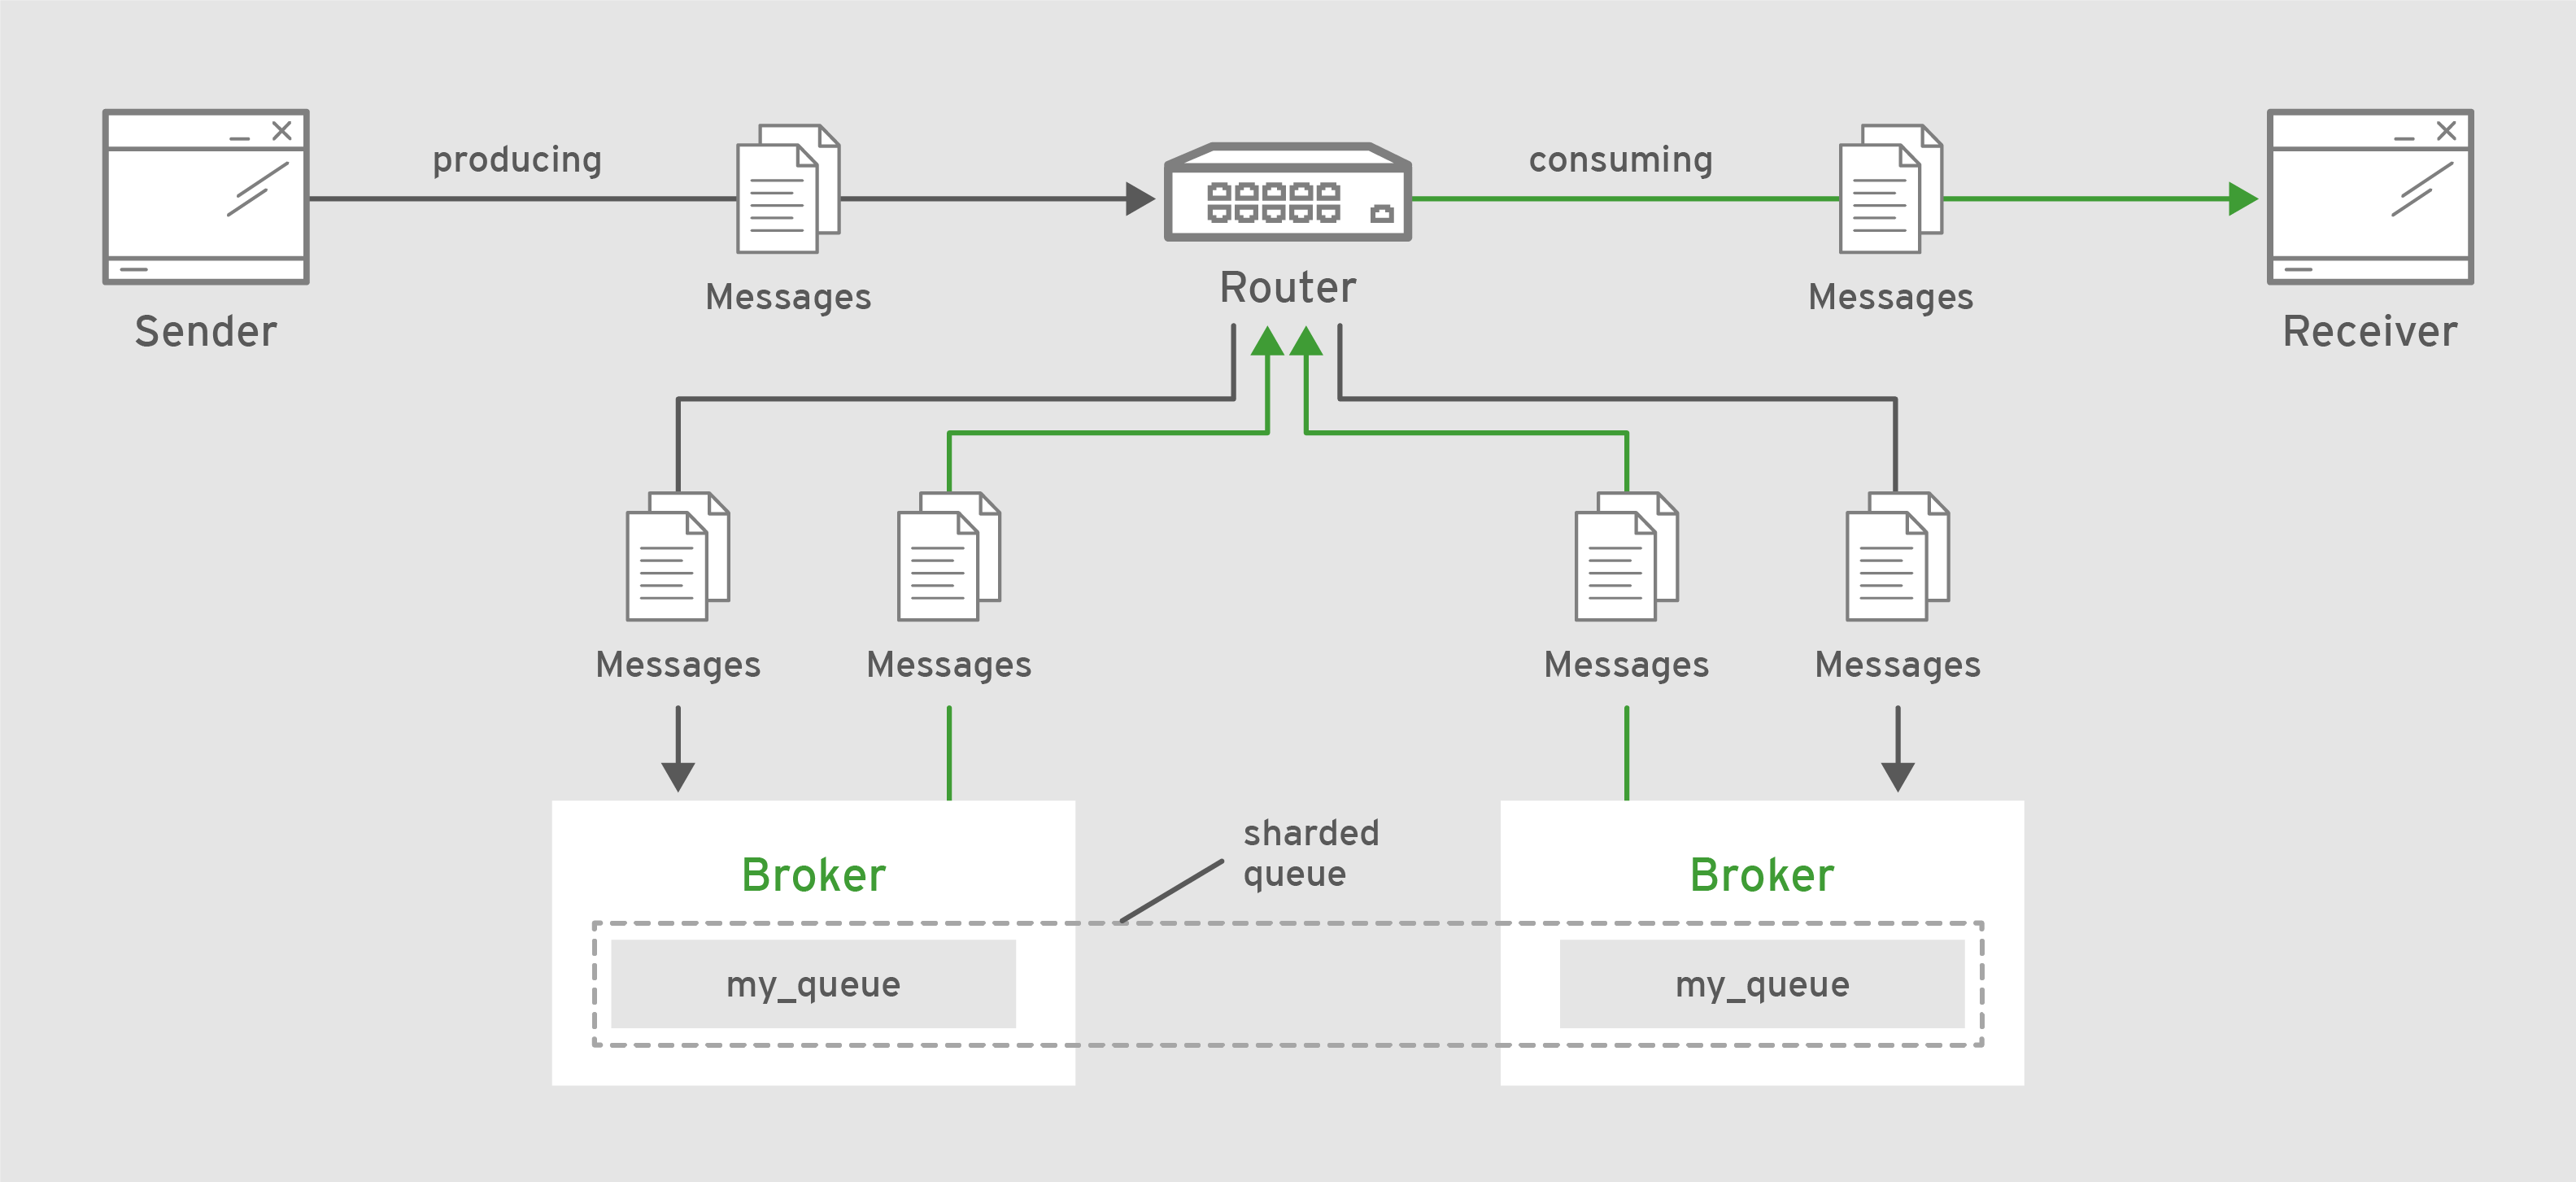 producing
consuming
Messages
Router
Messages
Sender
Receiver
Messages
Messages
Messages
Messages
sharded
queue
Broker
Broker
my_queue
my_queue